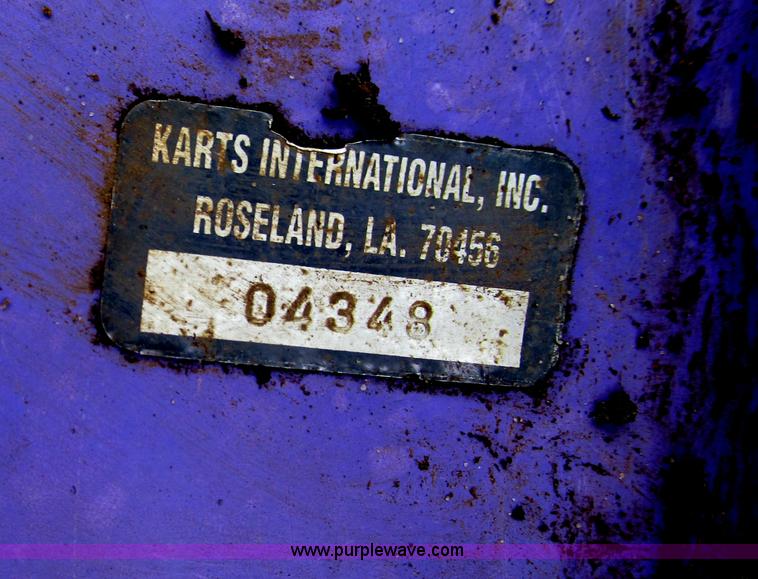 KARTS INTERNATIONAL, INC.
ROSELAND, LA. 70456
04348
www.purplewave.com